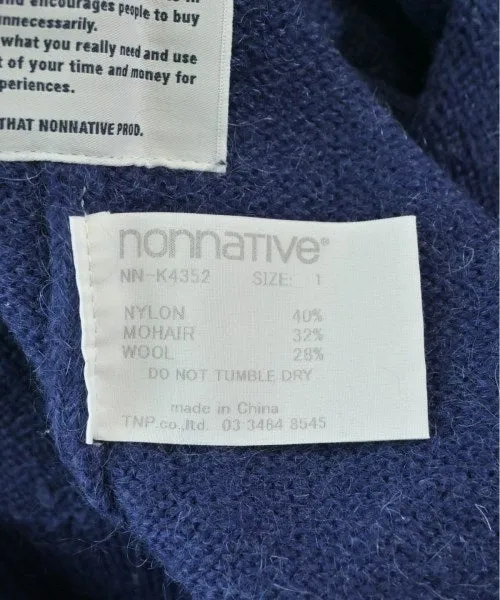 and encourages people to buy
unnecessarily.
what you really need and use
t of your time and money for
periences.
THAT NONNATIVE PROD.
nonnative®
NN-K4352 SIZE: 1
NYLON 40%
MOHAIR 32%
WOOL 28%
DO NOT TUMBLE DRY
made in China
TNP.co.,ltd. 03 3484 8545